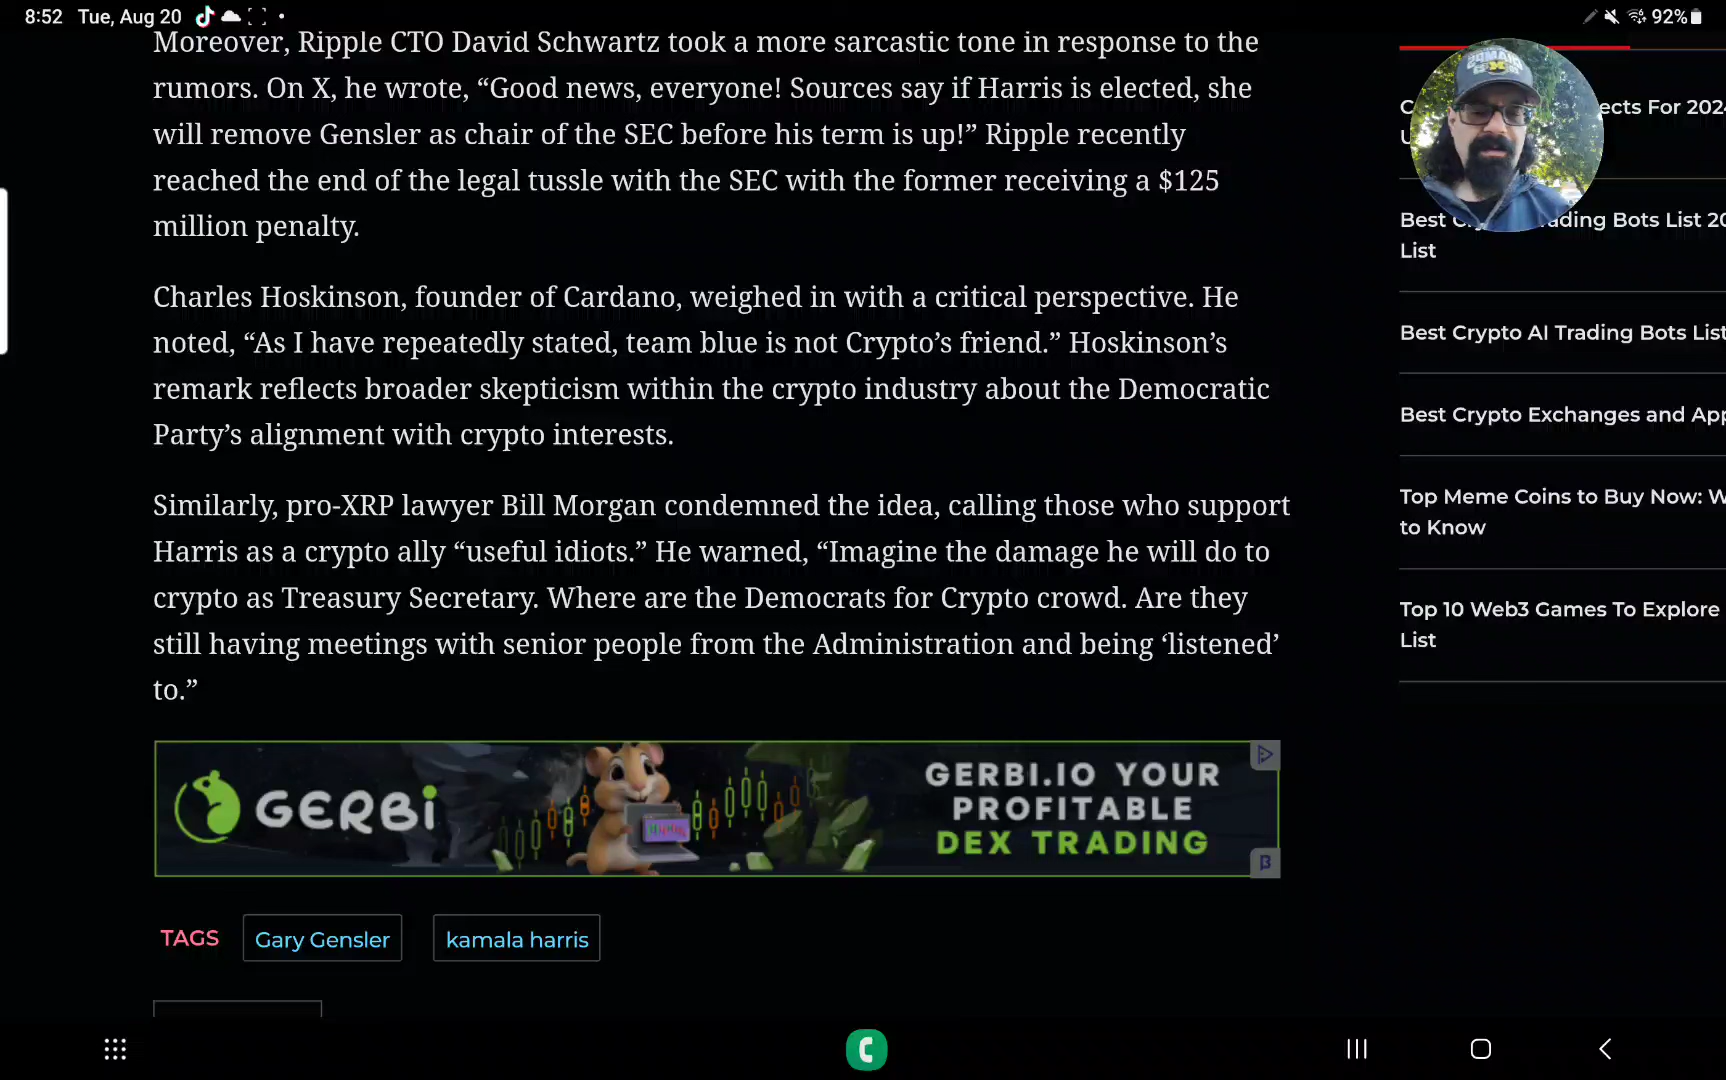 8:52 Tue, Aug 20
92%
Moreover, Ripple CTO David Schwartz took a more sarcastic tone in response to the
rumors. On X, he wrote, “Good news, everyone! Sources say if Harris is elected, she
will remove Gensler as chair of the SEC before his term is up!” Ripple recently
reached the end of the legal tussle with the SEC with the former receiving a $125
million penalty.
Charles Hoskinson, founder of Cardano, weighed in with a critical perspective. He
noted, “As I have repeatedly stated, team blue is not Crypto’s friend.” Hoskinson’s
remark reflects broader skepticism within the crypto industry about the Democratic
Party’s alignment with crypto interests.
Similarly, pro-XRP lawyer Bill Morgan condemned the idea, calling those who support
Harris as a crypto ally “useful idiots.” He warned, “Imagine the damage he will do to
crypto as Treasury Secretary. Where are the Democrats for Crypto crowd. Are they
still having meetings with senior people from the Administration and being ‘listened’
to.”
GERBi
GERBI.IO YOUR
PROFITABLE
DEX TRADING
TAGS
Gary Gensler
kamala harris
For 202
Best
Bots List 20
List
Best Crypto AI Trading Bots List
Best Crypto Exchanges and App
Top Meme Coins to Buy Now: W
to Know
Top 10 Web3 Games To Explore
List